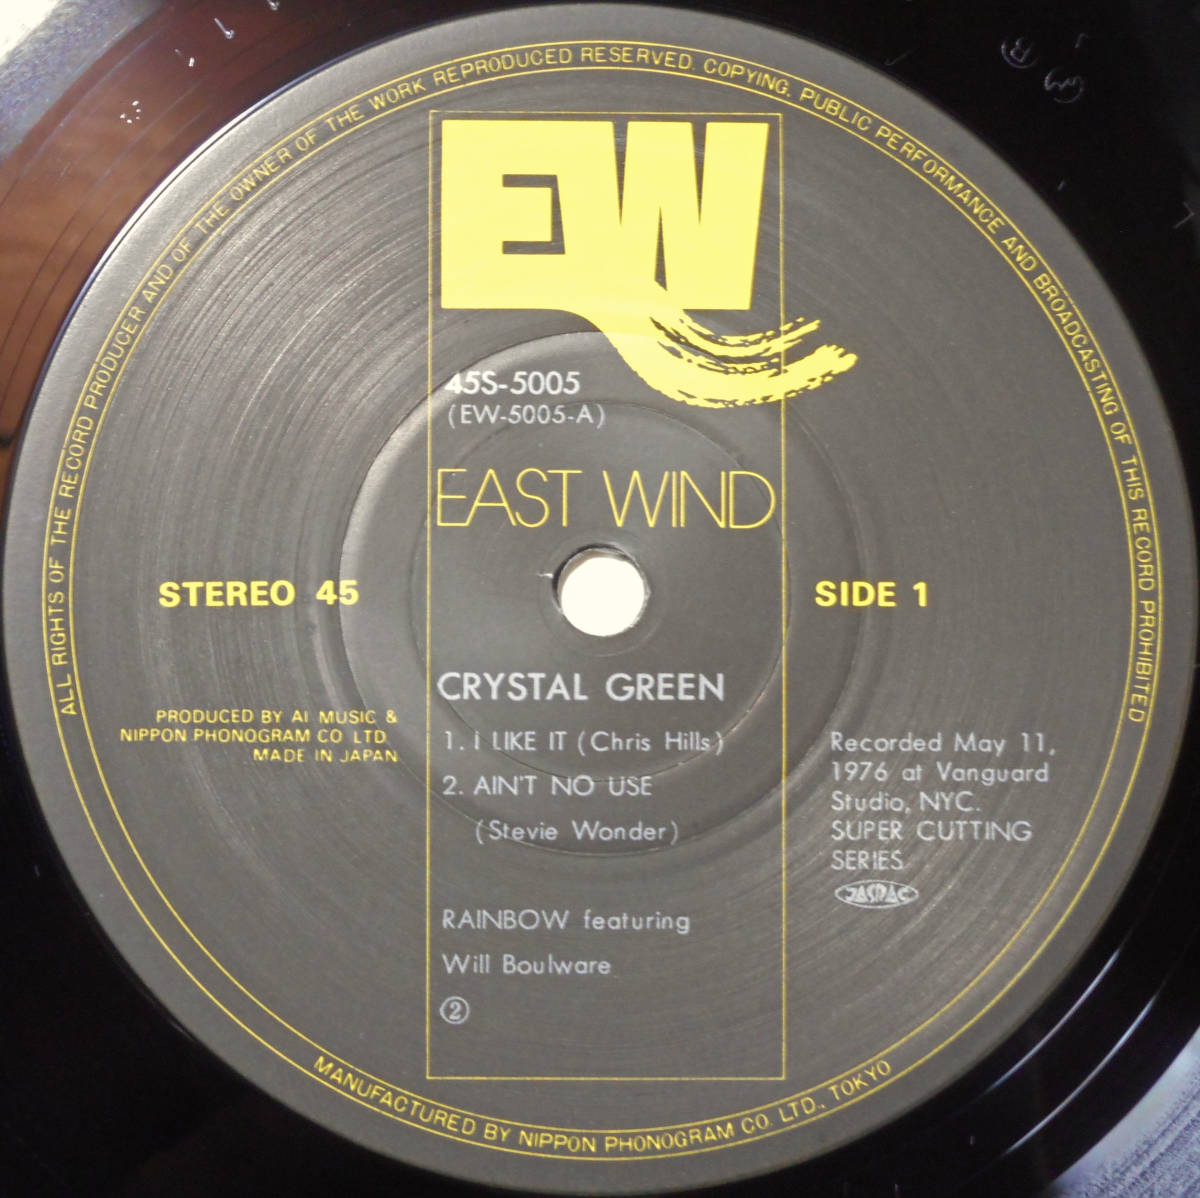 ALL RIGHTS OF THE RECORD PRODUCER AND OF THE OWNER OF THE WORK REPRODUCED RESERVED. COPYING. PUBLIC PERFORMANCE AND BROADCASTING OF THIS RECORD PROHIBITED
EW
45S-5005
(EW-5005-A)
EAST WIND
STEREO 45
SIDE 1
PRODUCED BY AI MUSIC &
NIPPON PHONOGRAM CO LTD
MADE IN JAPAN
CRYSTAL GREEN
1. I LIKE IT (Chris Hills)
2. AIN'T NO USE
(Stevie Wonder)
RAINBOW featuring
Will Boulware
②
Recorded May 11,
1976 at Vanguard
Studio, NYC.
SUPER CUTTING
SERIES
JASRAC
MANUFACTURED BY NIPPON PHONOGRAM CO. LTD., TOKYO